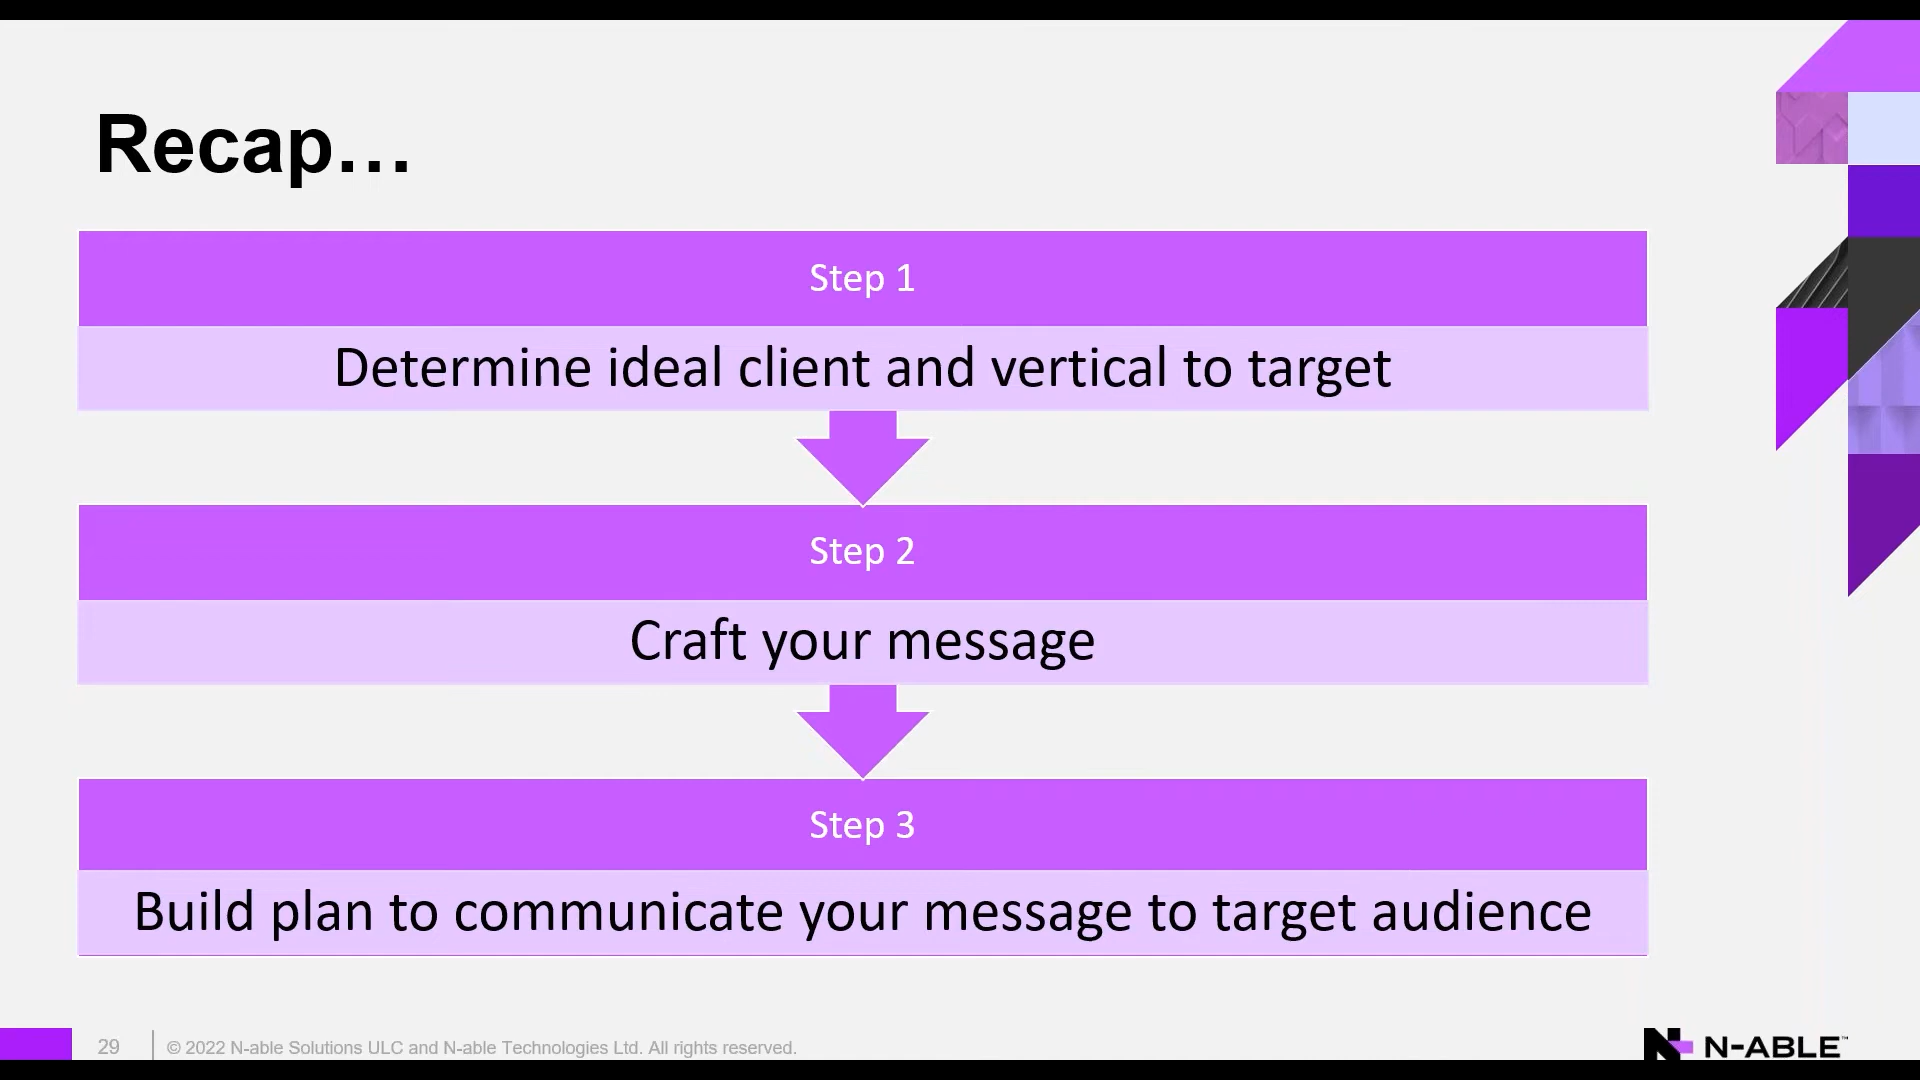 Recap...
Step 1
Determine ideal client and vertical to target
Step 2
Craft your message
Step 3
Build plan to communicate your message to target audience
29
© 2022 N-able Solutions ULC and N-able Technologies Ltd. All rights reserved.
N-ABLE™